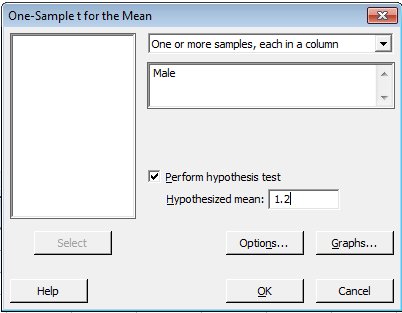 One-Sample t for the Mean
One or more samples, each in a column
Male
Perform hypothesis test
Hypothesized mean: 1.2
Select
Options...
Graphs...
Help
OK
Cancel